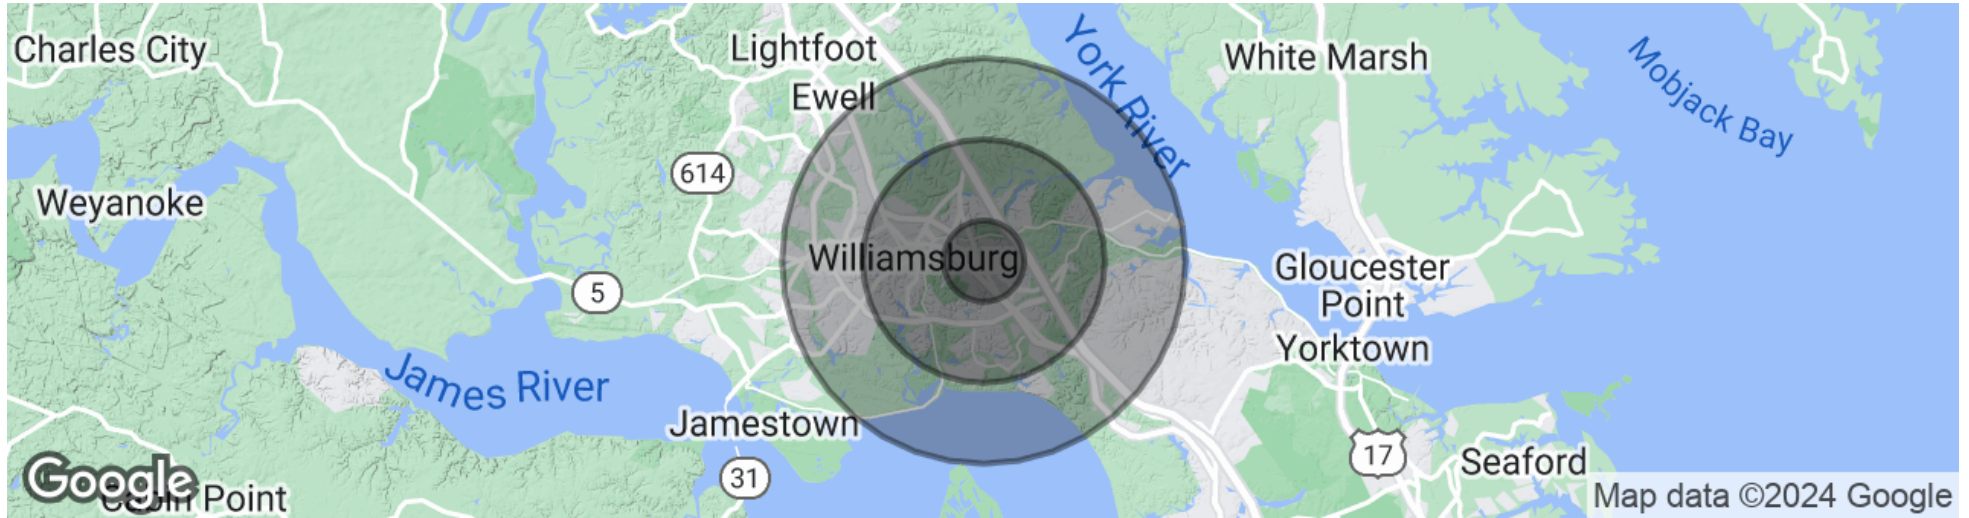 Charles City
Lightfoot
Ewell
York River
White Marsh
Mobjack Bay
614
Weyanoke
Williamsburg
5
Gloucester
Point
Yorktown
James River
Jamestown
31
17
Seaford
Google
Cabin Point
Map data ©2024 Google